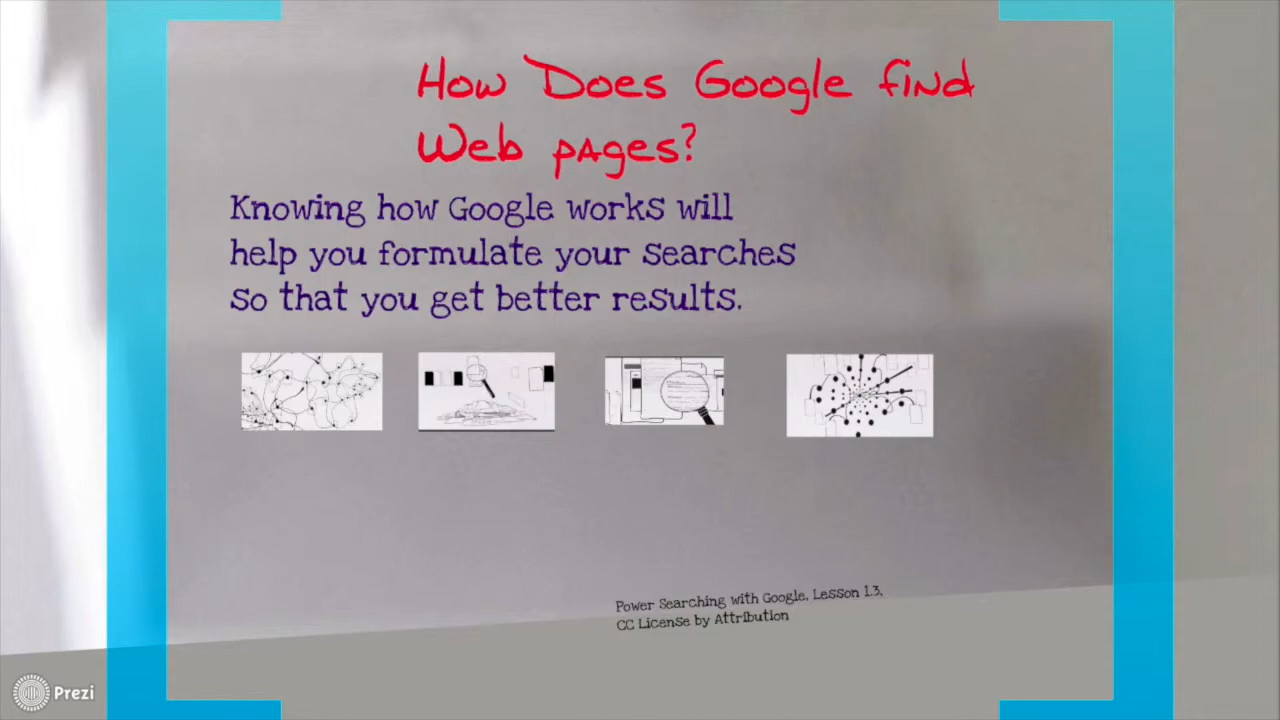 How Does Google find
Web pages?
Knowing how Google works will
help you formulate your searches
so that you get better results.
Power Searching with Google, Lesson 1.3,
CC License by Attribution
Prezi